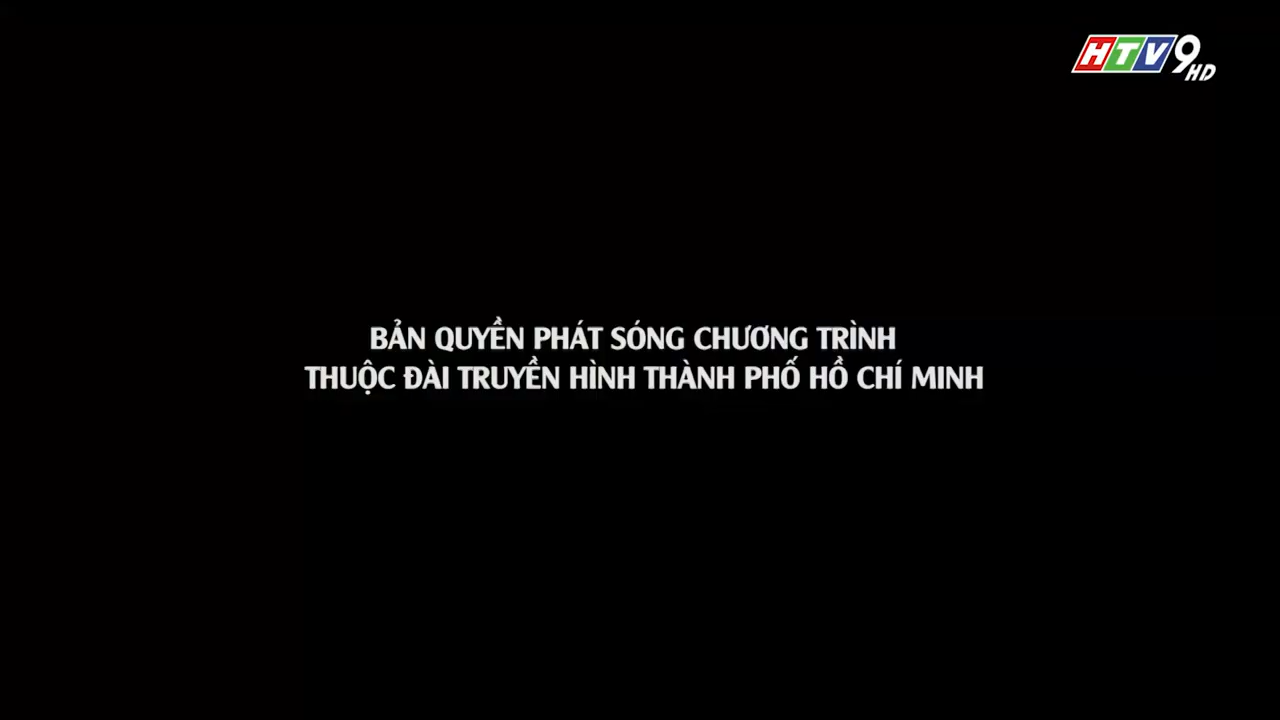 HTV9
HD
BẢN QUYỀN PHÁT SÓNG CHƯƠNG TRÌNH
THUỘC ĐÀI TRUYỀN HÌNH THÀNH PHỐ HỒ CHÍ MINH